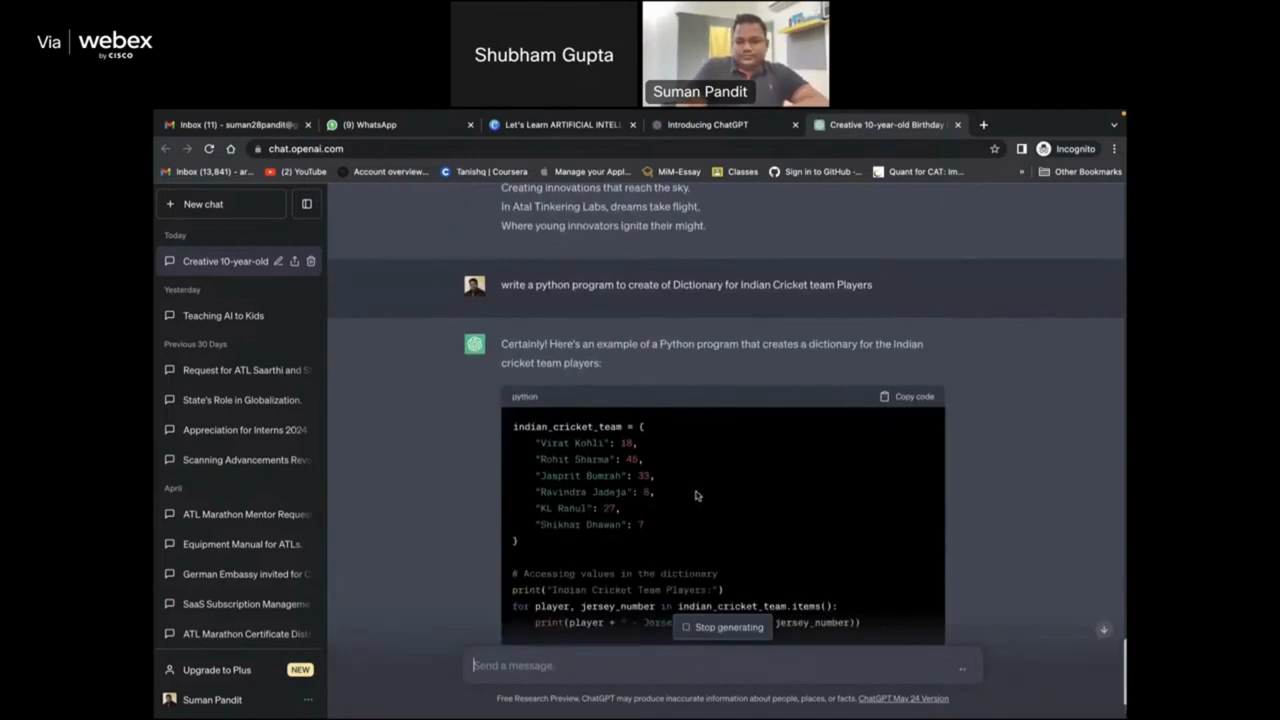 Via webex
by CISCO
Shubham Gupta
Suman Pandit
Inbox (11) - suman28pandit@g
(9) WhatsApp
Let's Learn ARTIFICIAL INTEL
Introducing ChatGPT
Creative 10-year-old Birthday
chat.openai.com
Incognito
Inbox (13,841) - ar...
(2) YouTube
Account overview...
Tanishq | Coursera
Manage your Appl...
MiM-Essay
Classes
Sign in to GitHub -...
Quant for CAT: Im...
»
Other Bookmarks
+ New chat
Today
Creative 10-year-old
Yesterday
Teaching AI to Kids
Previous 30 Days
Request for ATL Saarthi and S
State's Role in Globalization.
Appreciation for Interns 2024
Scanning Advancements Rev
April
ATL Marathon Mentor Reques
Equipment Manual for ATLs.
German Embassy invited for C
SaaS Subscription Manageme
ATL Marathon Certificate Dist
Upgrade to Plus NEW
Suman Pandit ...
Creating innovations that reach the sky.
In Atal Tinkering Labs, dreams take flight,
Where young innovators ignite their might.
write a python program to create of Dictionary for Indian Cricket team Players
Certainly! Here's an example of a Python program that creates a dictionary for the Indian
cricket team players:
python Copy code
indian_cricket_team = {
"Virat Kohli": 18,
"Rohit Sharma": 45,
"Jasprit Bumrah": 33,
"Ravindra Jadeja": 8,
"KL Rahul": 27,
"Shikhar Dhawan": 7
}
# Accessing values in the dictionary
print("Indian Cricket Team Players:")
for player, jersey_number in indian_cricket_team.items():
print(player + " - Jerse jersey_number))
Stop generating
Send a message.
Free Research Preview. ChatGPT may produce inaccurate information about people, places, or facts. ChatGPT May 24 Version